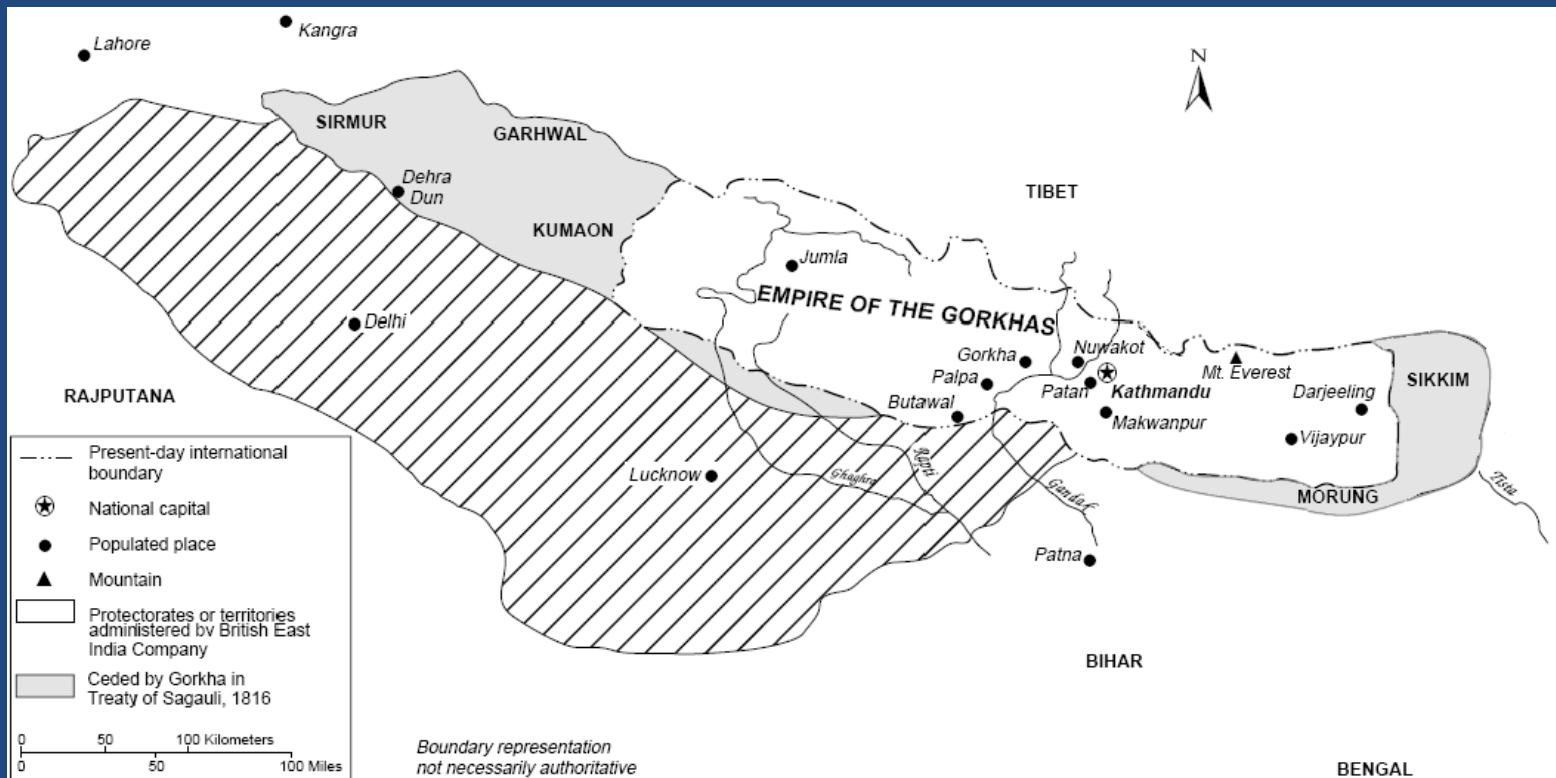 Kangra
Lahore
N
SIRMUR
GARHWAL
TIBET
Dehra
Dun
KUMAON
Jumla
EMPIRE OF THE GORKHAS
Delhi
Gorkha
Nuwakot
Palpa
Patan
Kathmandu
Mt. Everest
Darjeeling
SIKKIM
RAJPUTANA
Butawal
Makwanpur
Vijaypur
Lucknow
Ghaghra
Rapti
Gandak
MORUNG
Tista
Patna
BIHAR
BENGAL
Present-day international
boundary
National capital
Populated place
Mountain
Protectorates or territories
administered by British East
India Company
Ceded by Gorkha in
Treaty of Sagauli, 1816
0 50 100 Kilometers
0 50 100 Miles
Boundary representation
not necessarily authoritative